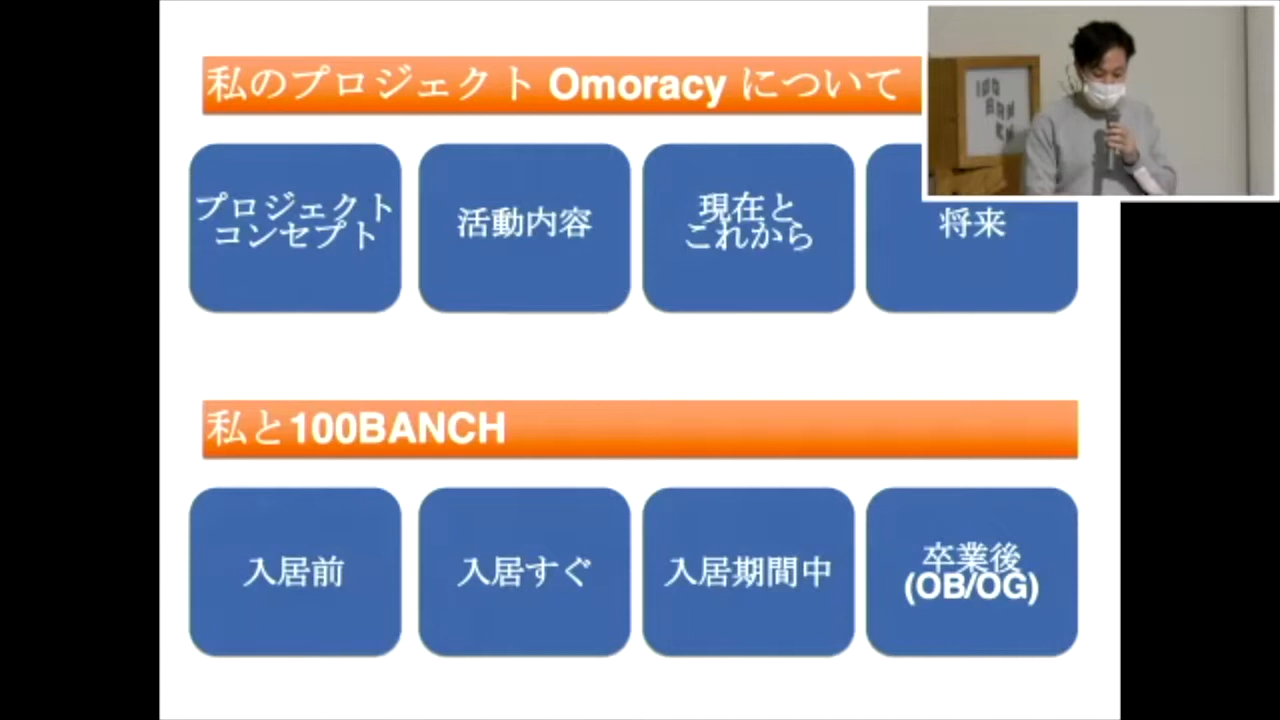 私のプロジェクト Omoracy について
プロジェクト
コンセプト
活動内容
現在と
これから
将来
私と100BANCH
入居前
入居すぐ
入居期間中
卒業後
(OB/OG)
100
BAN
CH